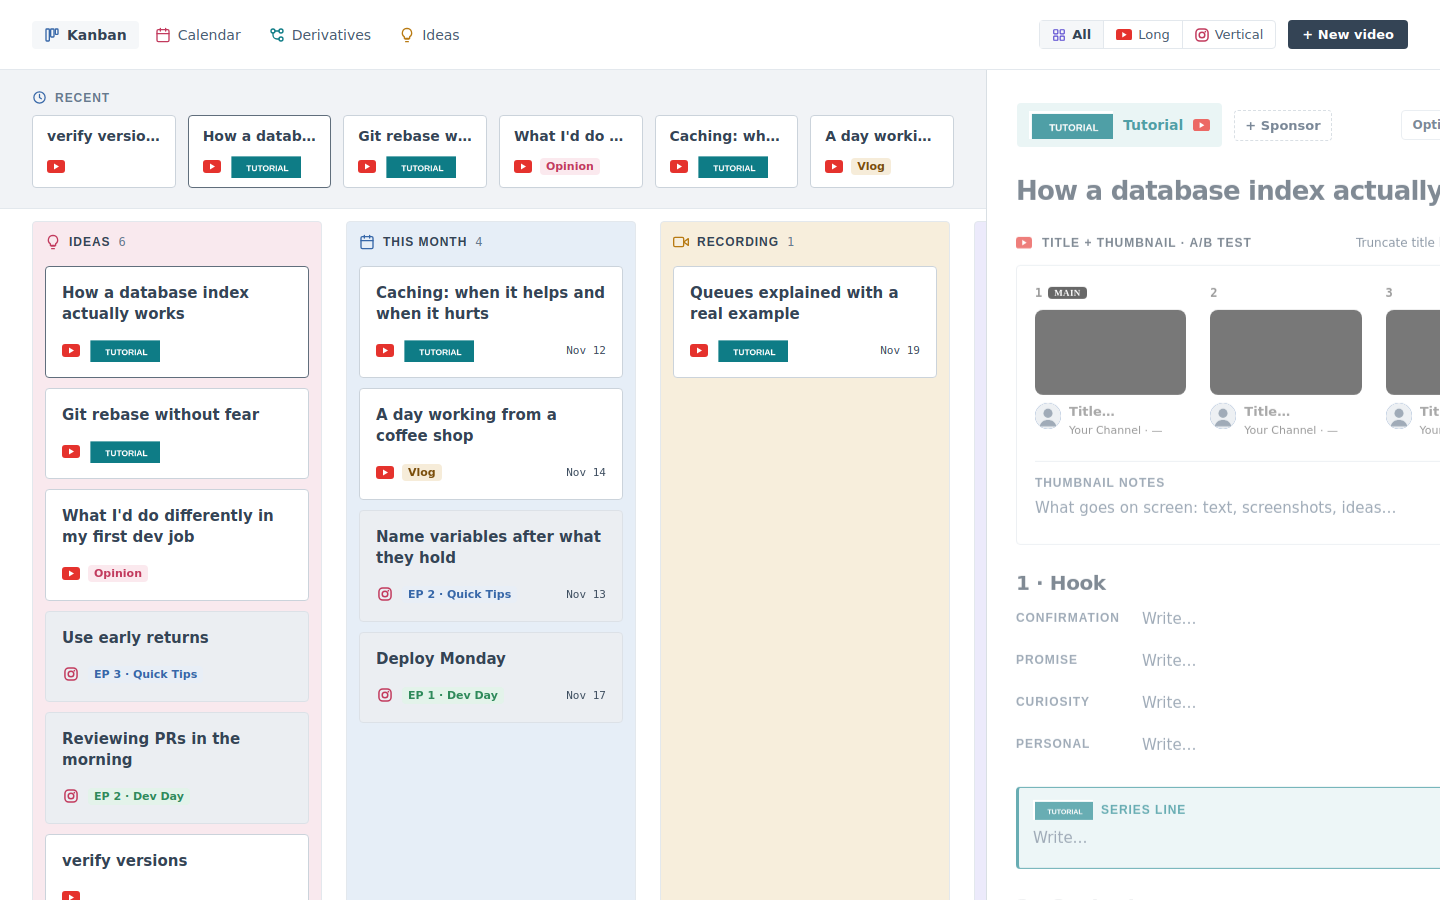 Kanban
Calendar
Derivatives
Ideas
All
Long
Vertical
+ New video
RECENT
verify versio...
How a datab...
TUTORIAL
Git rebase w...
TUTORIAL
What I'd do ...
Opinion
Caching: wh...
TUTORIAL
A day worki...
Vlog
IDEAS 6
How a database index
actually works
TUTORIAL
Git rebase without fear
TUTORIAL
What I'd do differently in
my first dev job
Opinion
Use early returns
EP 3 · Quick Tips
Reviewing PRs in the
morning
EP 2 · Dev Day
verify versions
THIS MONTH 4
Caching: when it helps and
when it hurts
TUTORIAL
Nov 12
A day working from a
coffee shop
Vlog
Nov 14
Name variables after what
they hold
EP 2 · Quick Tips
Nov 13
Deploy Monday
EP 1 · Dev Day
Nov 17
RECORDING 1
Queues explained with a
real example
TUTORIAL
Nov 19
TUTORIAL
Tutorial
+ Sponsor
Opti
How a database index actually
TITLE + THUMBNAIL · A/B TEST
Truncate title
1 MAIN
2
3
Title...
Your Channel · —
Title...
Your Channel · —
Tit
You
THUMBNAIL NOTES
What goes on screen: text, screenshots, ideas...
1 · Hook
CONFIRMATION
Write...
PROMISE
Write...
CURIOSITY
Write...
PERSONAL
Write...
TUTORIAL
SERIES LINE
Write...